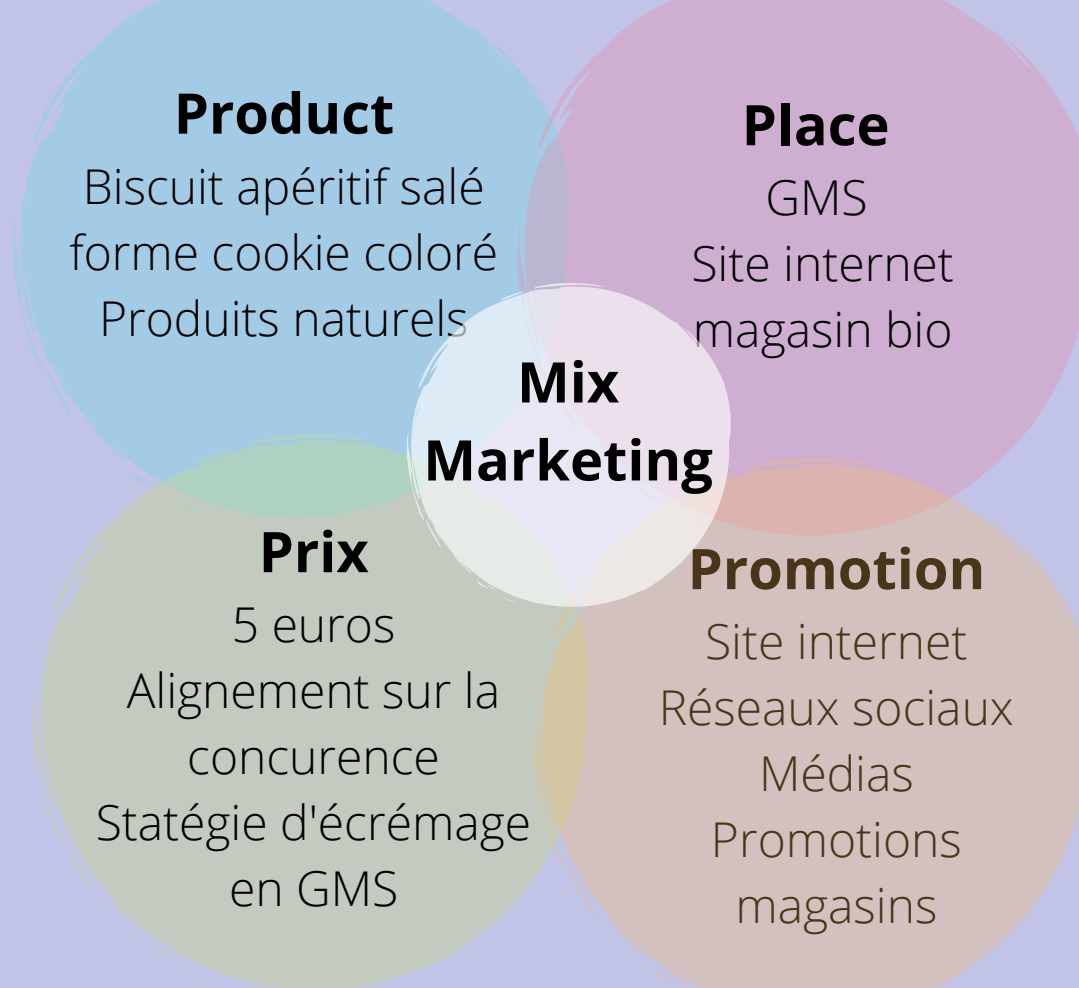 Product
Biscuit apéritif salé
forme cookie coloré
Produits naturels
Place
GMS
Site internet
magasin bio
Mix
Marketing
Prix
5 euros
Alignement sur la
concurence
Statégie d'écrémage
en GMS
Promotion
Site internet
Réseaux sociaux
Médias
Promotions
magasins